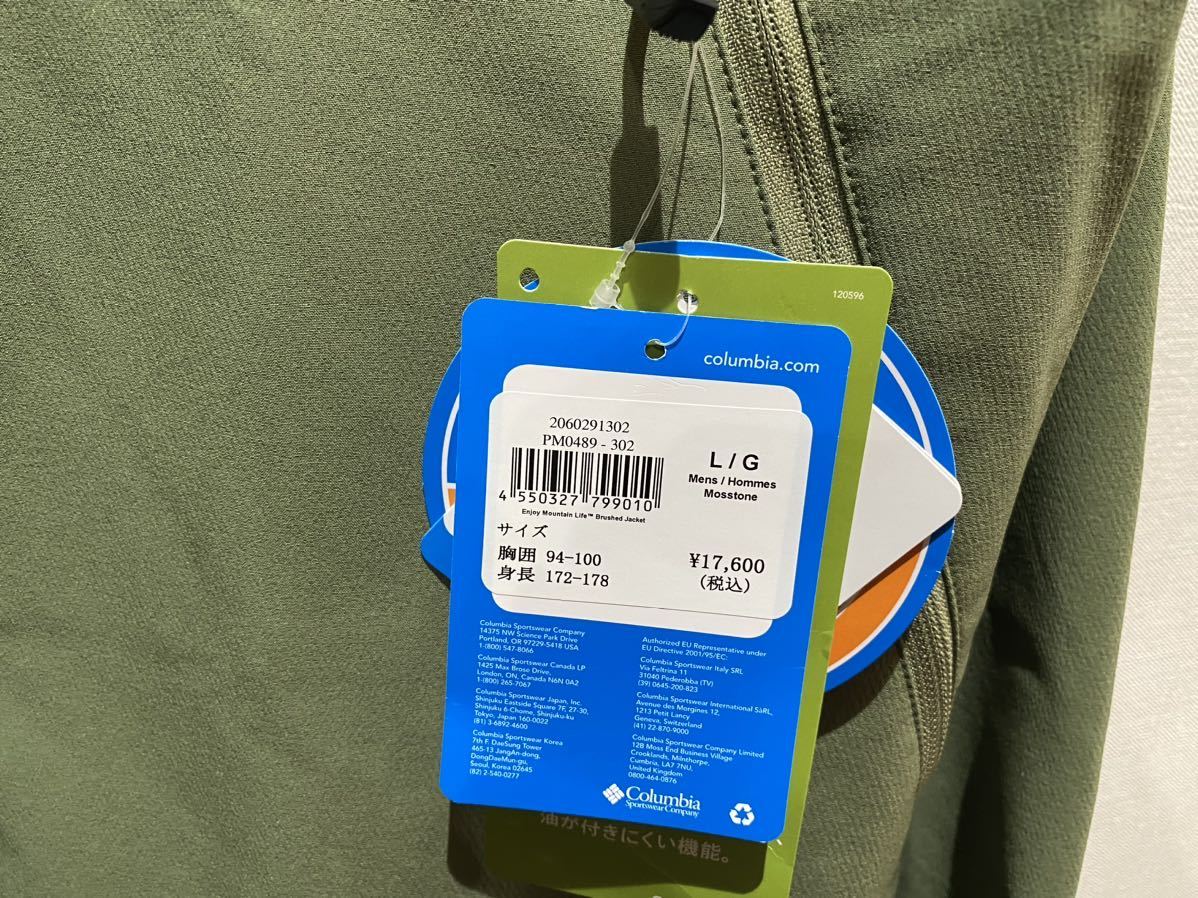 120596
columbia.com
2060291302
PM0489 - 302
4 550327 799010
Enjoy Mountain Life™ Brushed Jacket
L / G
Mens / Hommes
Mosstone
サイズ
胸囲 94-100
身長 172-178
¥17,600
(税込)
Columbia Sportswear Company
14375 NW Science Park Drive
Portland, OR 97229-5418 USA
1-(800) 547-8066
Columbia Sportswear Canada LP
1425 Max Brose Drive,
London, ON, Canada N6N 0A2
1-(800) 265-7067
Columbia Sportswear Japan, Inc.
Shinjuku Eastside Square 7F, 27-30,
Shinjuku 6-Chome, Shinjuku-ku
Tokyo, Japan 160-0022
(81) 3-6892-4600
Columbia Sportswear Korea
7th F. DaeSung Tower
465-13 JangAn-dong,
DongDaeMun-gu,
Seoul, Korea 02645
(82) 2-540-0277
Authorized EU Representative under
EU Directive 2001/95/EC:
Columbia Sportswear Italy SRL
Via Feltrina 11
31040 Pederobba (TV)
(39) 0645-200-823
Columbia Sportswear International SàRL,
Avenue des Morgines 12,
1213 Petit Lancy
Geneva, Switzerland
(41) 22-870-9000
Columbia Sportswear Company Limited
12B Moss End Business Village
Crooklands, Milnthorpe,
Cumbria, LA7 7NU,
United Kingdom
0800-464-0876
Columbia
Sportswear Company
油が付きにくい機能。